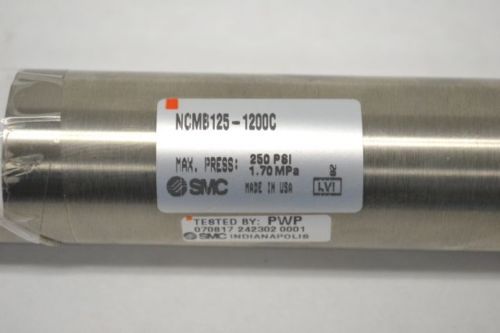 NCMB125-1200C
MAX. PRESS: 250 PSI
1.70 MPa
SMC MADE IN USA LVI 82
TESTED BY: PWP
070817 242302 0001
SMC INDIANAPOLIS